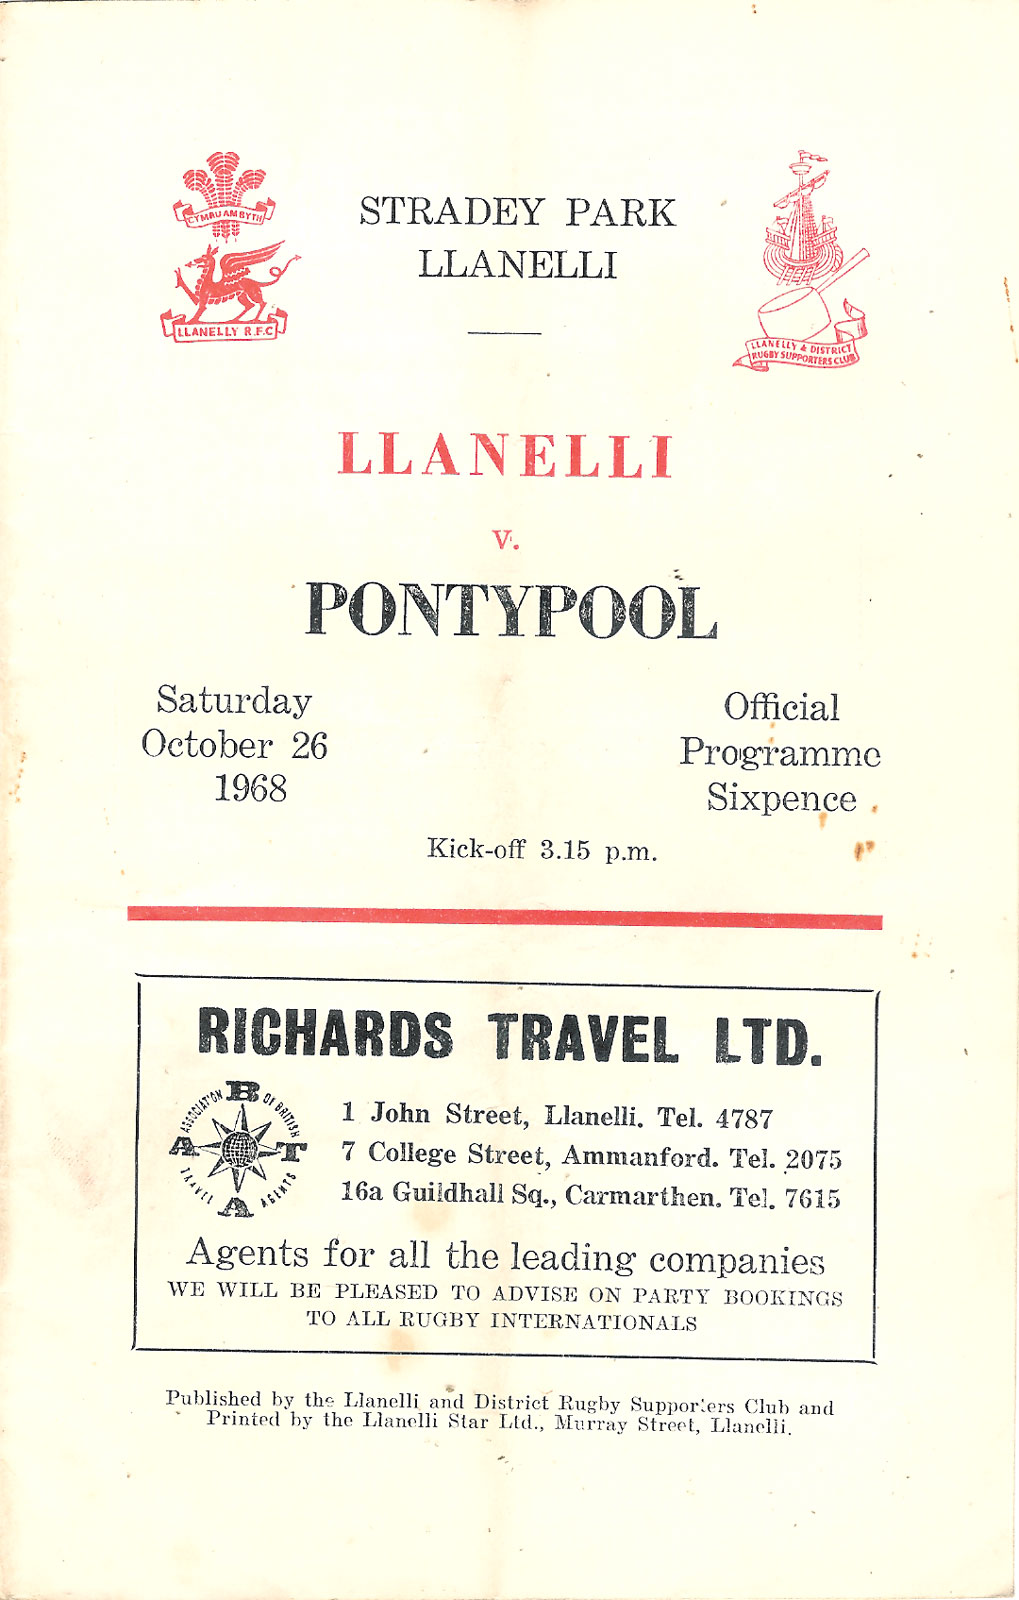 CYMRU AM BYTH
LLANELLY R.F.C
STRADEY PARK
LLANELLI
LLANELLY & DISTRICT
RUGBY SUPPORTERS CLUB
LLANELLI
v.
PONTYPOOL
Saturday
October 26
1968
Official
Programme
Sixpence
Kick-off 3.15 p.m.
RICHARDS TRAVEL LTD.
ASSOCIATION OF BRITISH
TRAVEL AGENTS
A B T A
1 John Street, Llanelli. Tel. 4787
7 College Street, Ammanford. Tel. 2075
16a Guildhall Sq., Carmarthen. Tel. 7615
Agents for all the leading companies
WE WILL BE PLEASED TO ADVISE ON PARTY BOOKINGS
TO ALL RUGBY INTERNATIONALS
Published by the Llanelli and District Rugby Supporters Club and
Printed by the Llanelli Star Ltd., Murray Street, Llanelli.